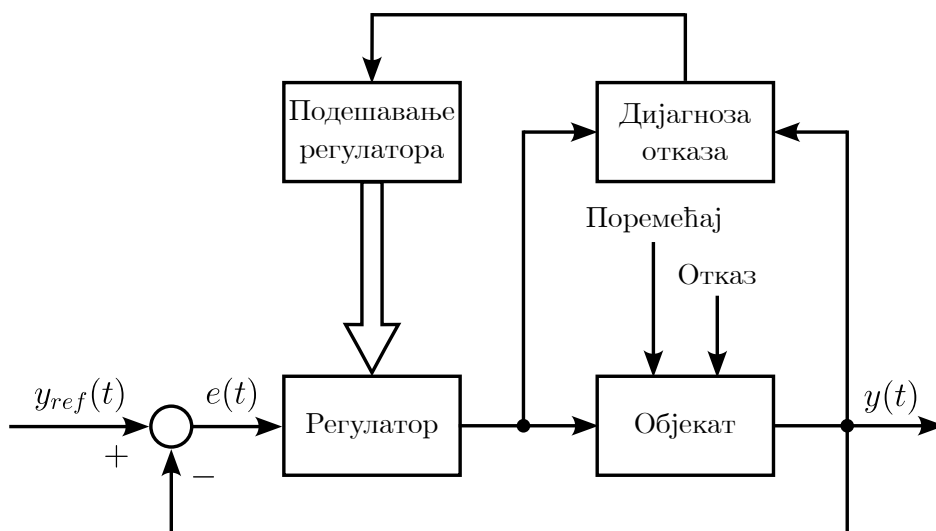 Подешавање
регулатора
Дијагноза
отказа
Поремећај
Отказ
y_{ref}(t)
e(t)
Регулатор
Објекат
y(t)
+
−